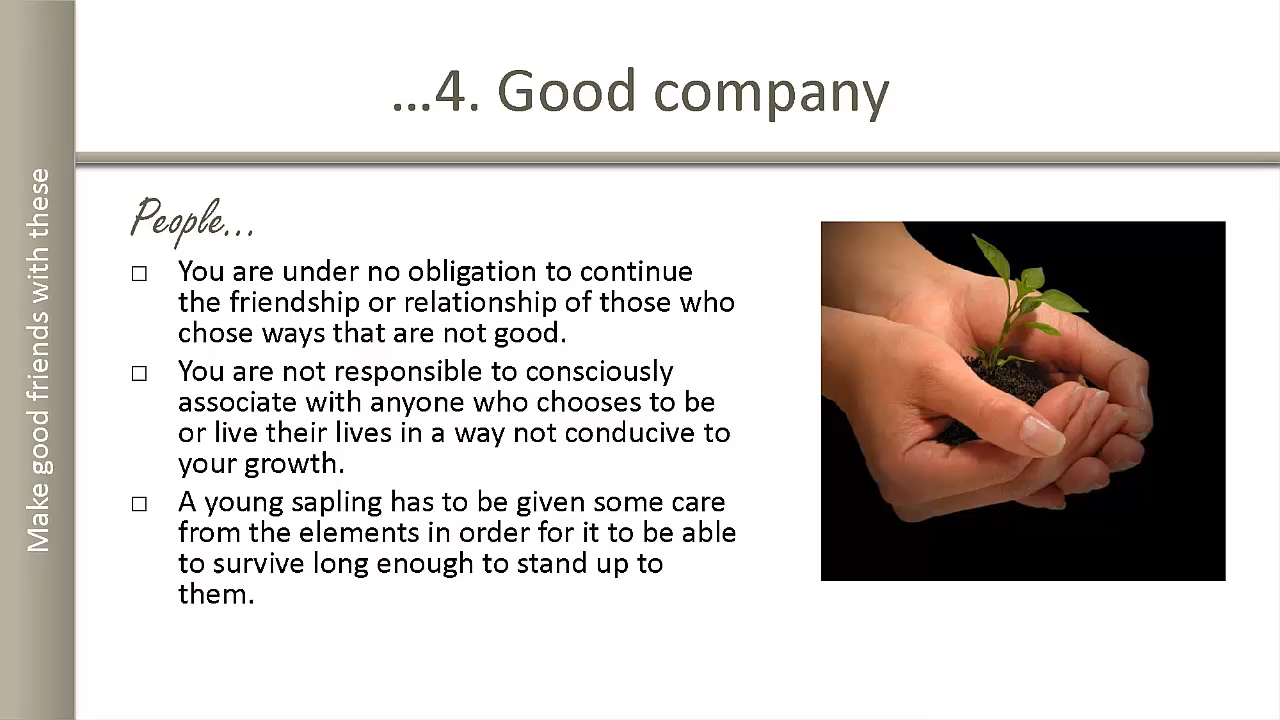 …4. Good company
Make good friends with these
People…
You are under no obligation to continue
the friendship or relationship of those who
chose ways that are not good.
You are not responsible to consciously
associate with anyone who chooses to be
or live their lives in a way not conducive to
your growth.
A young sapling has to be given some care
from the elements in order for it to be able
to survive long enough to stand up to
them.